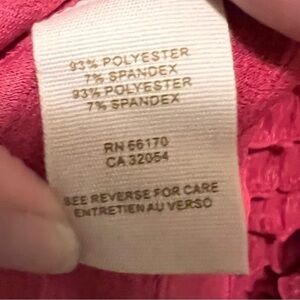 93% POLYESTER
7% SPANDEX
93% POLYESTER
7% SPANDEX
RN 66170
CA 32054
SEE REVERSE FOR CARE
ENTRETIEN AU VERSO